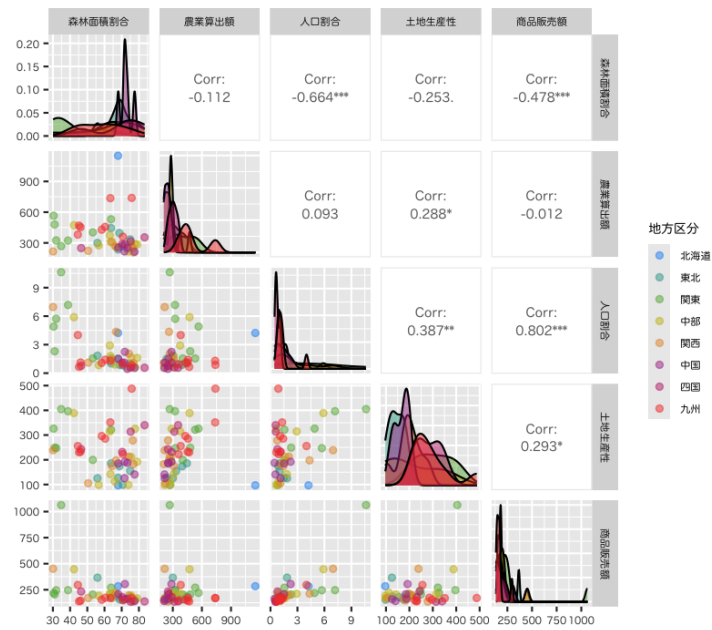 森林面積割合 農業算出額 人口割合 土地生産性 商品販売額
0.20
0.15
0.10
0.05
0.00
Corr:
-0.112
Corr:
-0.664***
Corr:
-0.253.
Corr:
-0.478***
森林面積割合
900
600
300
Corr:
0.093
Corr:
0.288*
Corr:
-0.012
農業算出額
9
6
3
0
Corr:
0.387**
Corr:
0.802***
人口割合
500
400
300
200
100
Corr:
0.293*
土地生産性
1000
750
500
250
商品販売額
30 40 50 60 70 80
300 600 900
0 3 6 9
100 200 300 400 500
250 500 750 1000
地方区分
北海道
東北
関東
中部
関西
中国
四国
九州